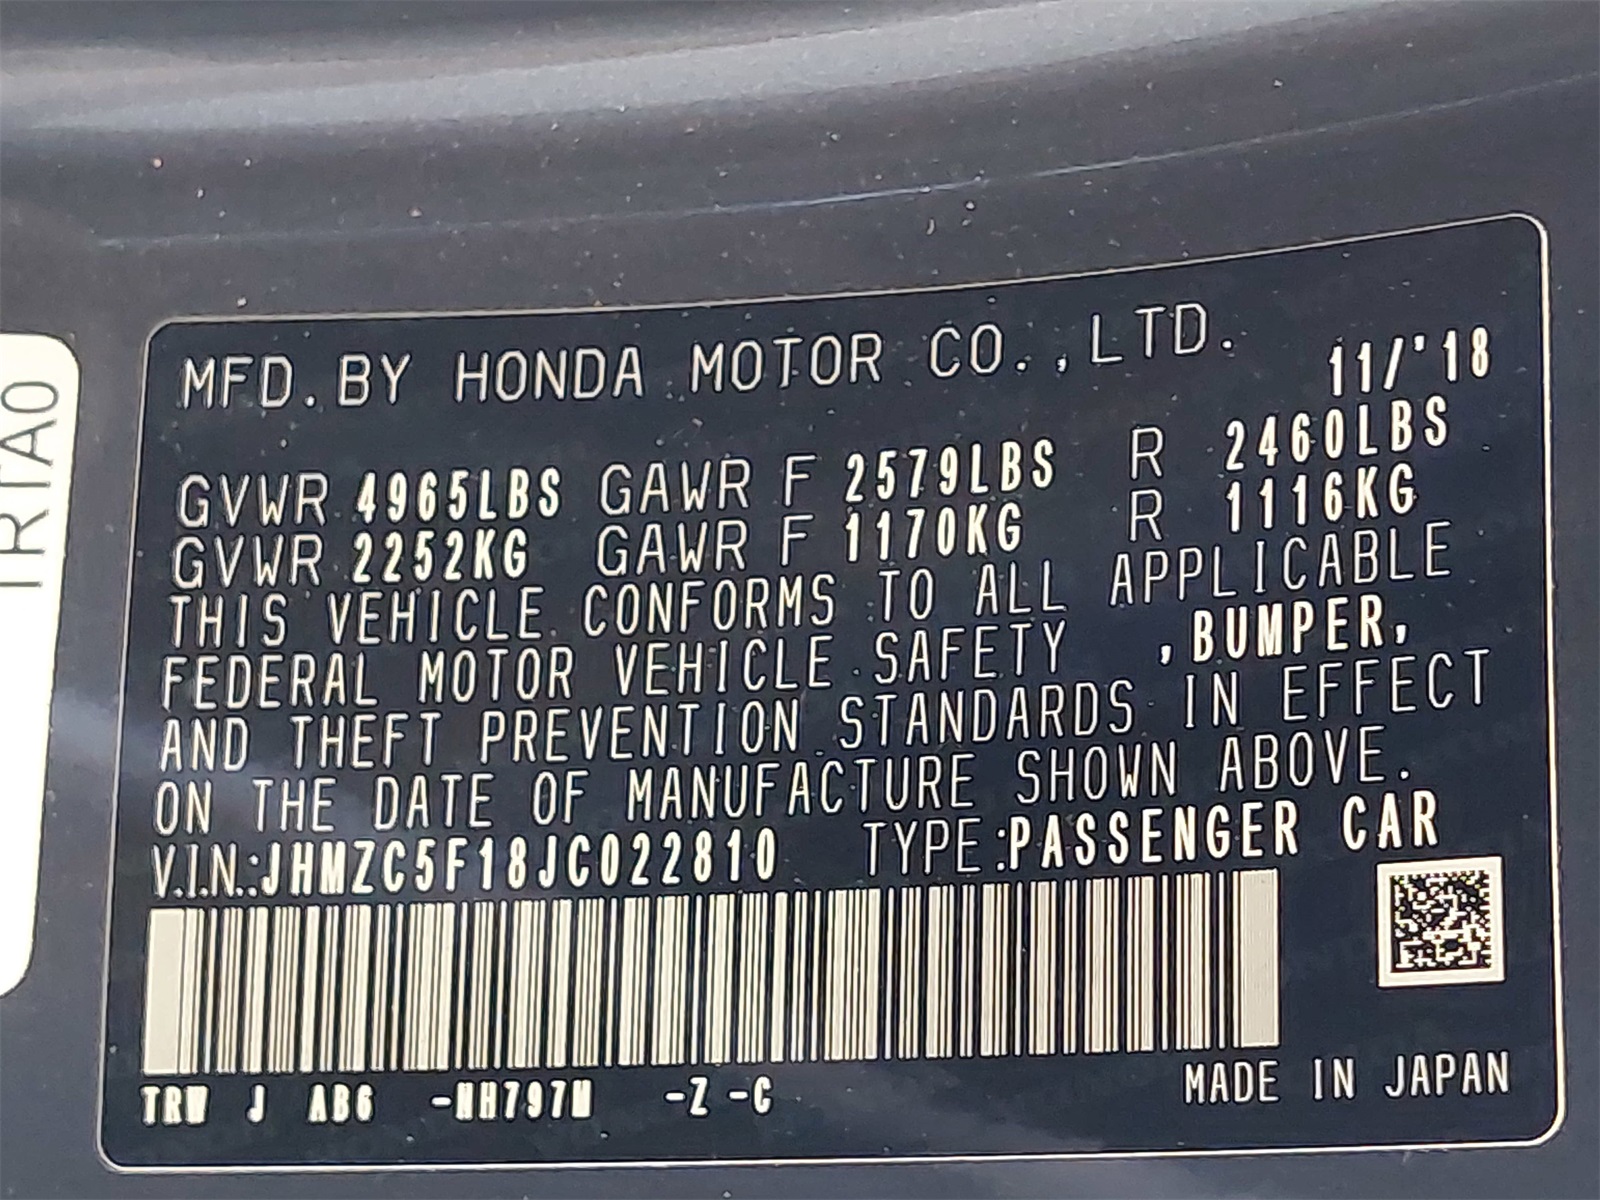 MFD. BY HONDA MOTOR CO., LTD. 11/'18
GVWR 4965LBS GAWR F 2579LBS R 2460LBS
GVWR 2252KG GAWR F 1170KG R 1116KG
THIS VEHICLE CONFORMS TO ALL APPLICABLE
FEDERAL MOTOR VEHICLE SAFETY , BUMPER,
AND THEFT PREVENTION STANDARDS IN EFFECT
ON THE DATE OF MANUFACTURE SHOWN ABOVE.
V.I.N.:JHMZC5F18JC022810 TYPE:PASSENGER CAR
TRW J AB6 -NH797M -Z -C
MADE IN JAPAN